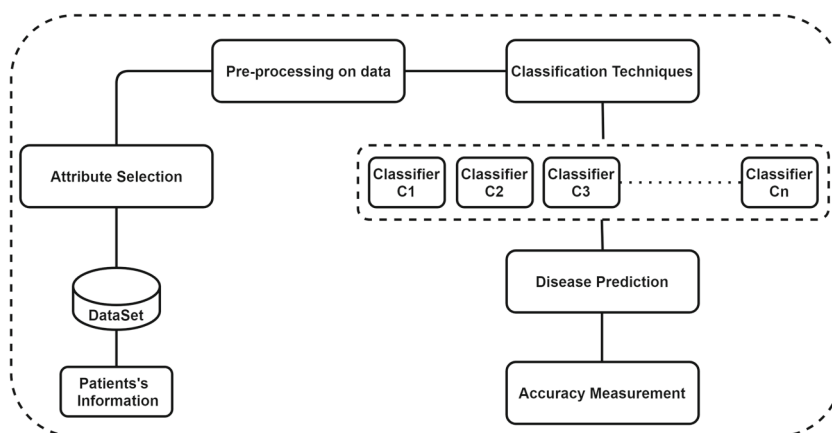 Pre-processing on data
Classification Techniques
Attribute Selection
Classifier
C1
Classifier
C2
Classifier
C3
Classifier
Cn
DataSet
Disease Prediction
Patients's
Information
Accuracy Measurement